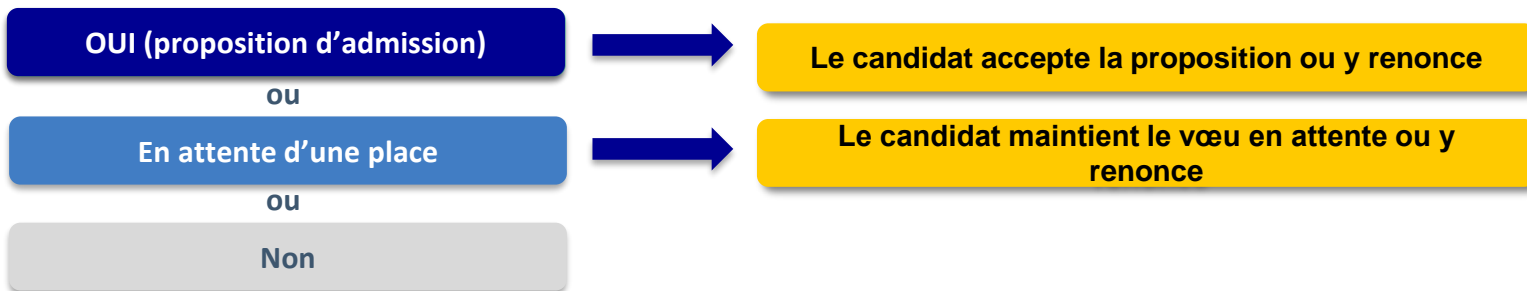 OUI (proposition d’admission)
Le candidat accepte la proposition ou y renonce
ou
En attente d’une place
Le candidat maintient le vœu en attente ou y
renonce
ou
Non